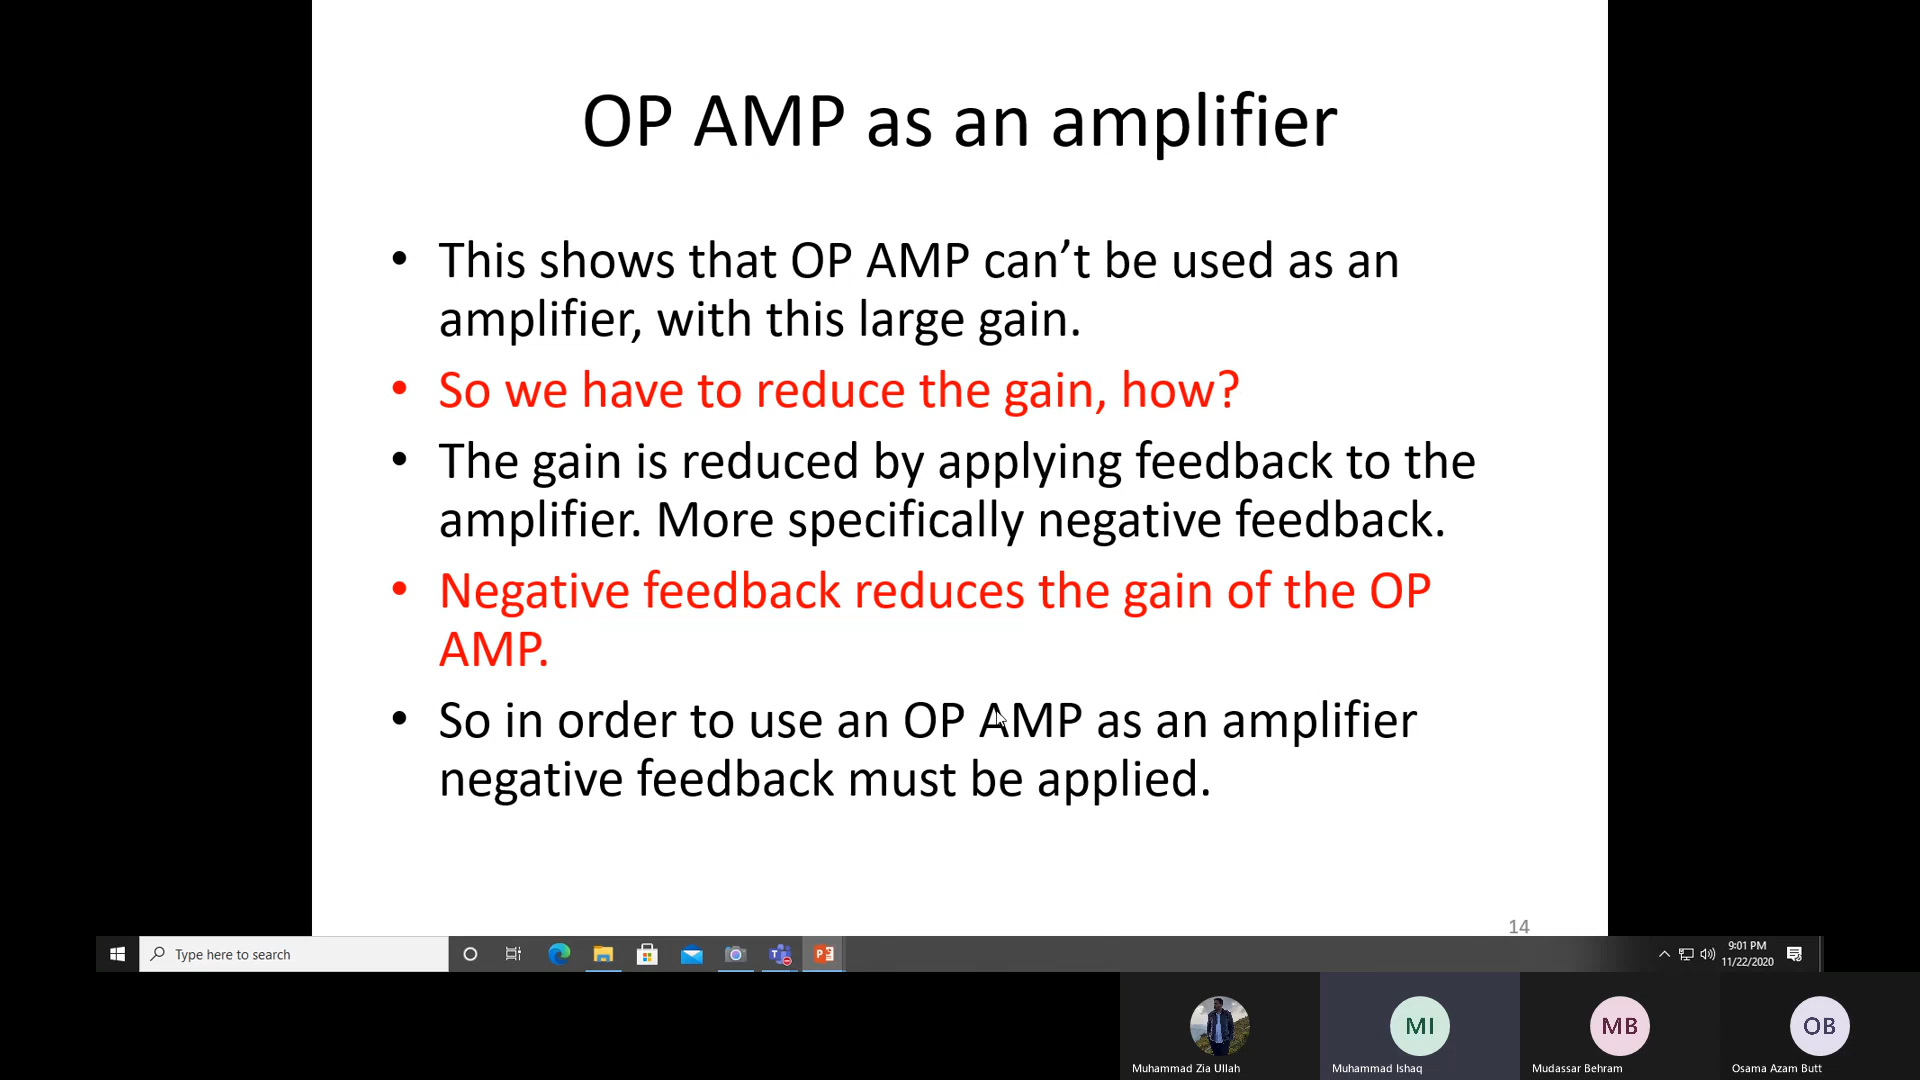 OP AMP as an amplifier
• This shows that OP AMP can’t be used as an
amplifier, with this large gain.
• So we have to reduce the gain, how?
• The gain is reduced by applying feedback to the
amplifier. More specifically negative feedback.
• Negative feedback reduces the gain of the OP
AMP.
• So in order to use an OP AMP as an amplifier
negative feedback must be applied.
14
Type here to search
9:01 PM
11/22/2020
MI
MB
OB
Muhammad Zia Ullah
Muhammad Ishaq
Mudassar Behram
Osama Azam Butt